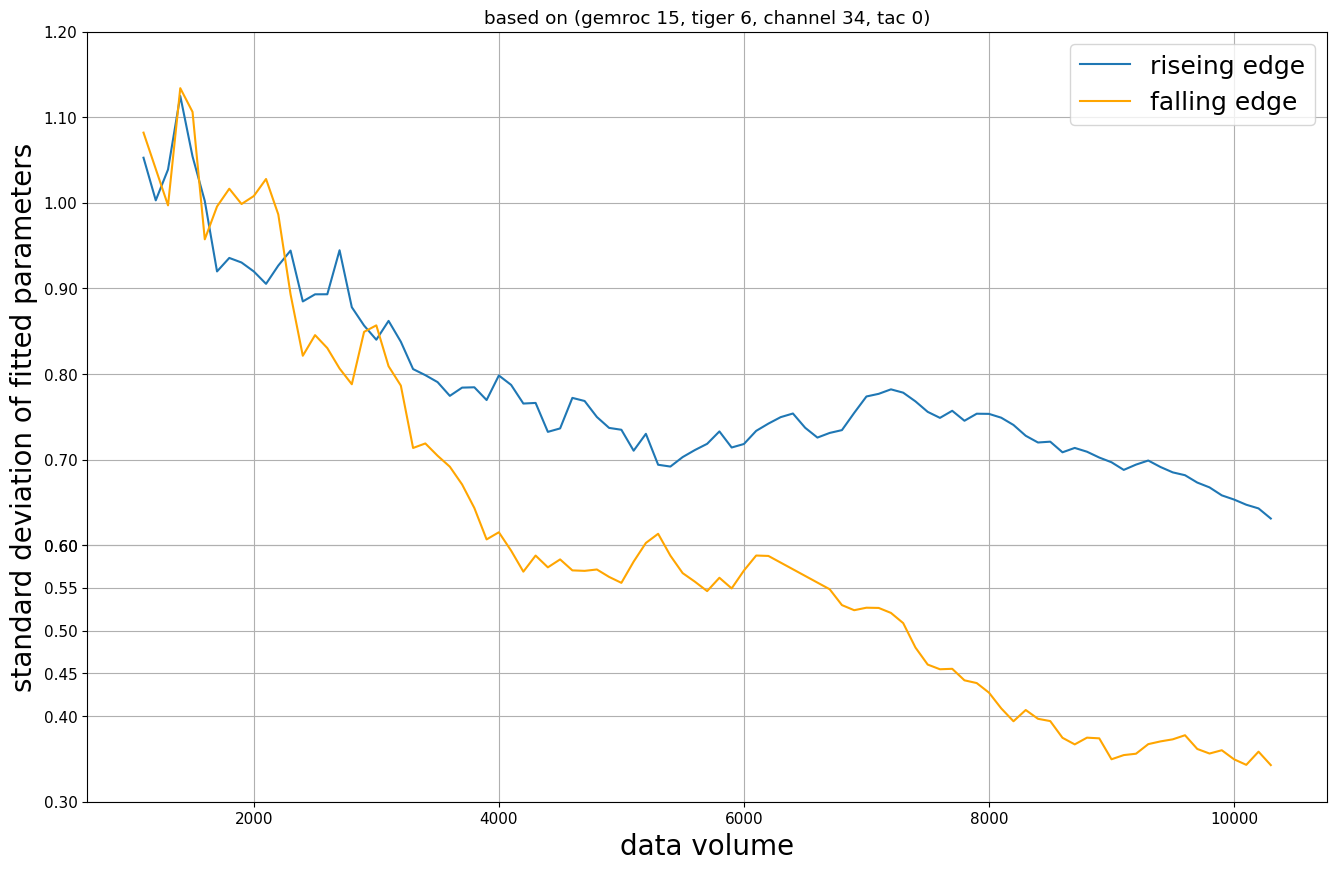 based on (gemroc 15, tiger 6, channel 34, tac 0)
riseing edge
falling edge
standard deviation of fitted parameters
1.20
1.10
1.00
0.90
0.80
0.70
0.60
0.55
0.50
0.45
0.40
0.30
2000 4000 6000 8000 10000
data volume